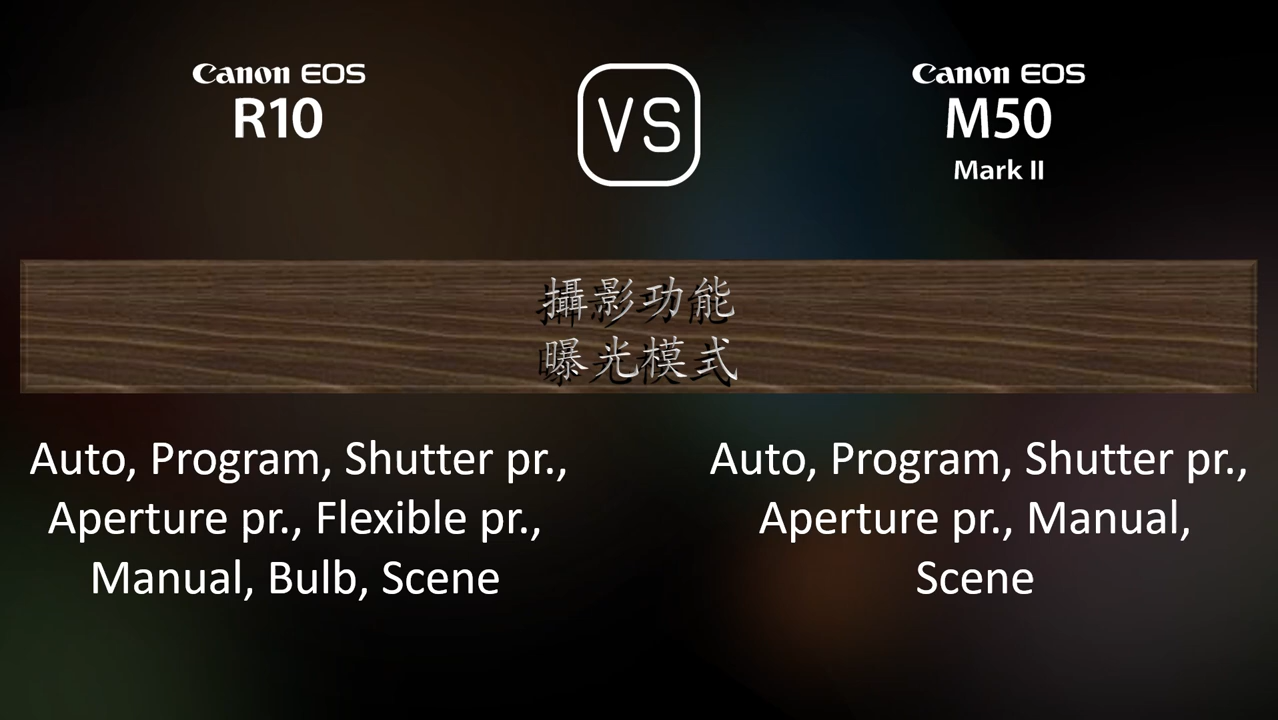 Canon EOS
R10
VS
Canon EOS
M50
Mark II
攝影功能
曝光模式
Auto, Program, Shutter pr.,
Aperture pr., Flexible pr.,
Manual, Bulb, Scene
Auto, Program, Shutter pr.,
Aperture pr., Manual,
Scene